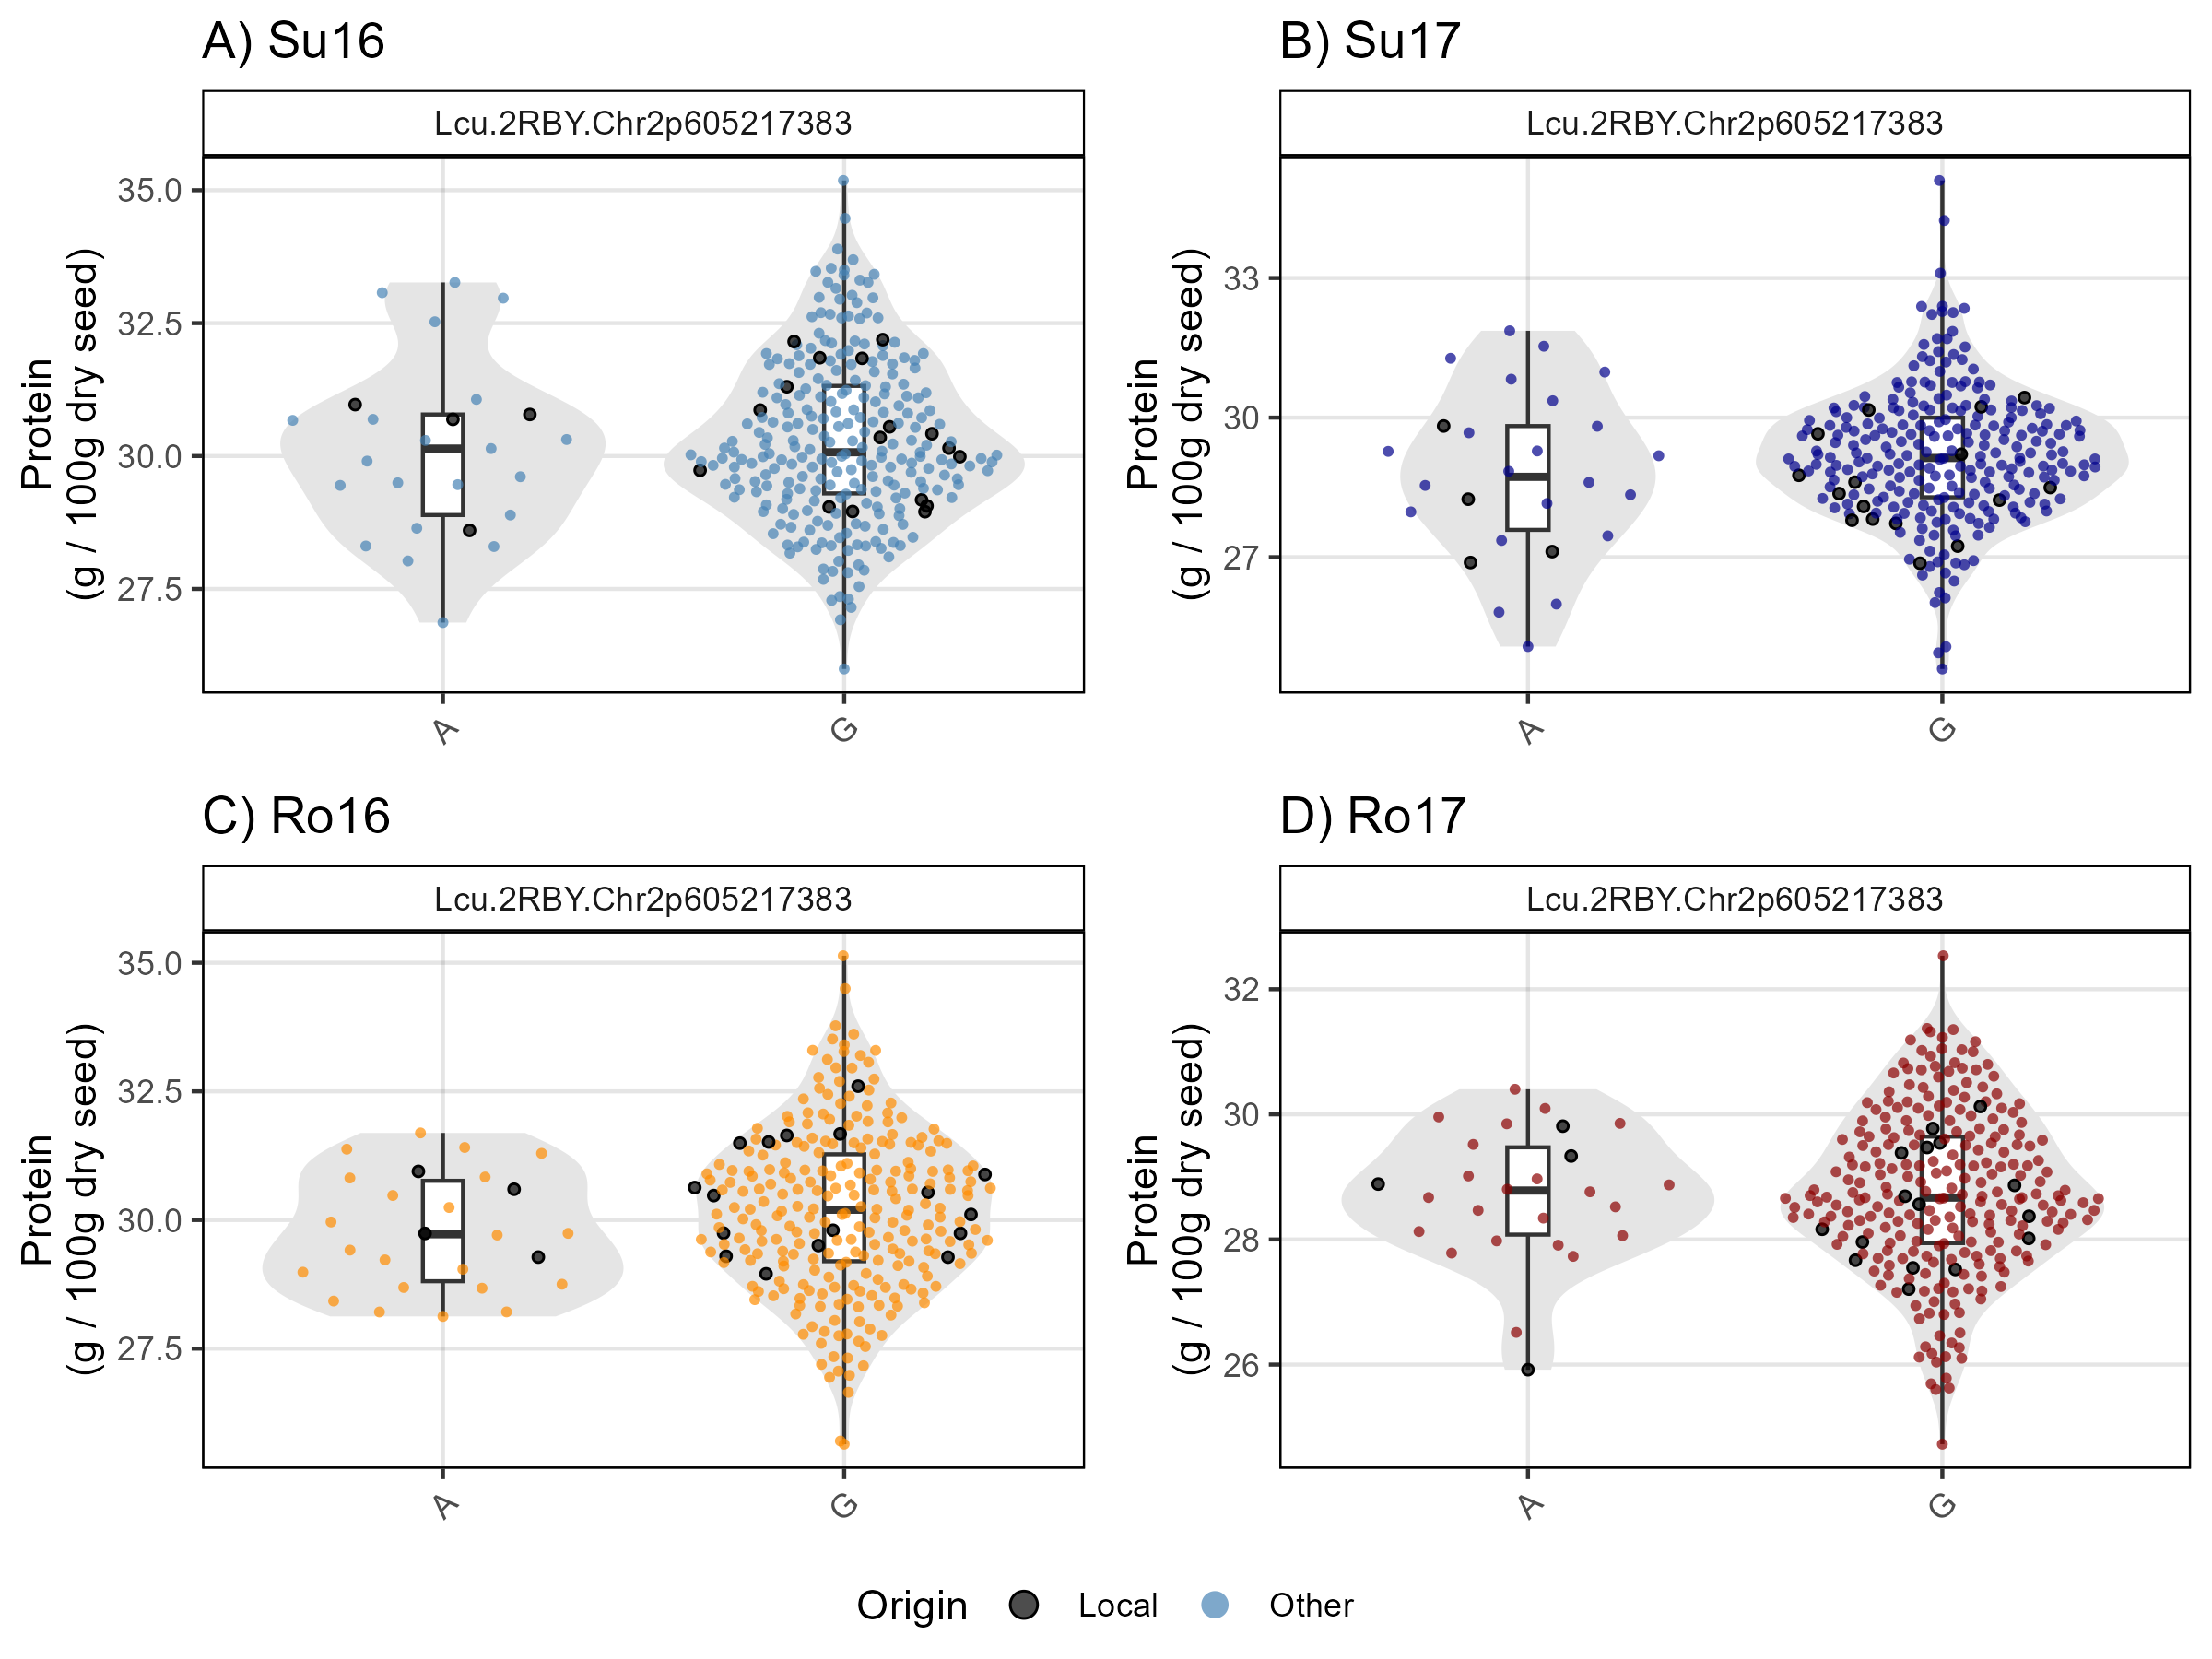 A) Su16
Lcu.2RBY.Chr2p605217383
Protein
(g / 100g dry seed)
35.0
32.5
30.0
27.5
A
G
B) Su17
Lcu.2RBY.Chr2p605217383
Protein
(g / 100g dry seed)
33
30
27
A
G
C) Ro16
Lcu.2RBY.Chr2p605217383
Protein
(g / 100g dry seed)
35.0
32.5
30.0
27.5
A
G
D) Ro17
Lcu.2RBY.Chr2p605217383
Protein
(g / 100g dry seed)
32
30
28
26
A
G
Origin Local Other